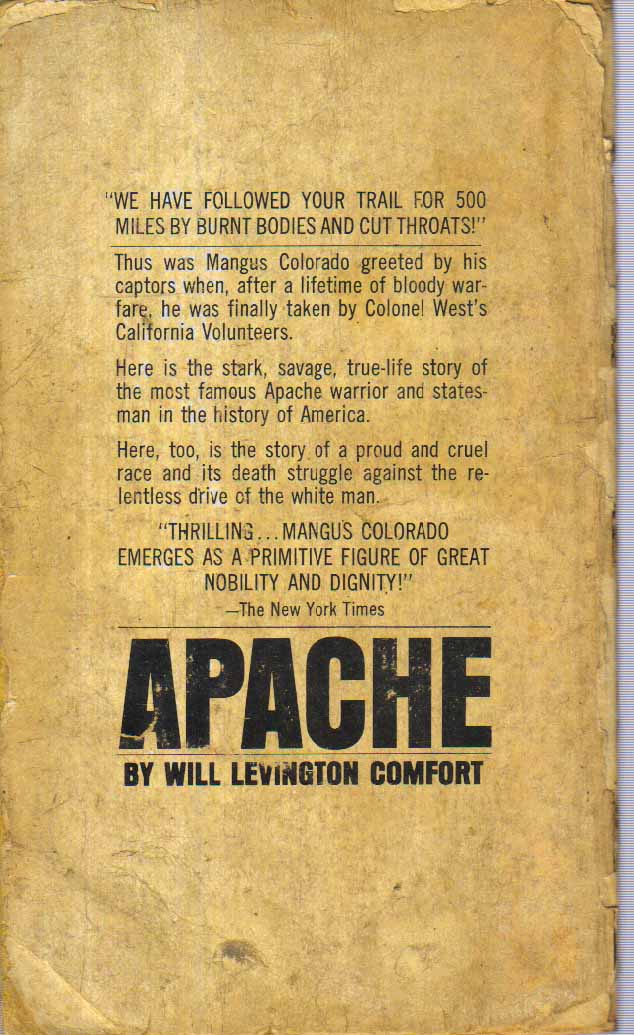 "WE HAVE FOLLOWED YOUR TRAIL FOR 500
MILES BY BURNT BODIES AND CUT THROATS!"
Thus was Mangus Colorado greeted by his
captors when, after a lifetime of bloody war-
fare, he was finally taken by Colonel West's
California Volunteers.
Here is the stark, savage, true-life story of
the most famous Apache warrior and states-
man in the history of America.
Here, too, is the story of a proud and cruel
race and its death struggle against the re-
lentless drive of the white man.
"THRILLING...MANGUS COLORADO
EMERGES AS A PRIMITIVE FIGURE OF GREAT
NOBILITY AND DIGNITY!"
—The New York Times
APACHE
BY WILL LEVINGTON COMFORT